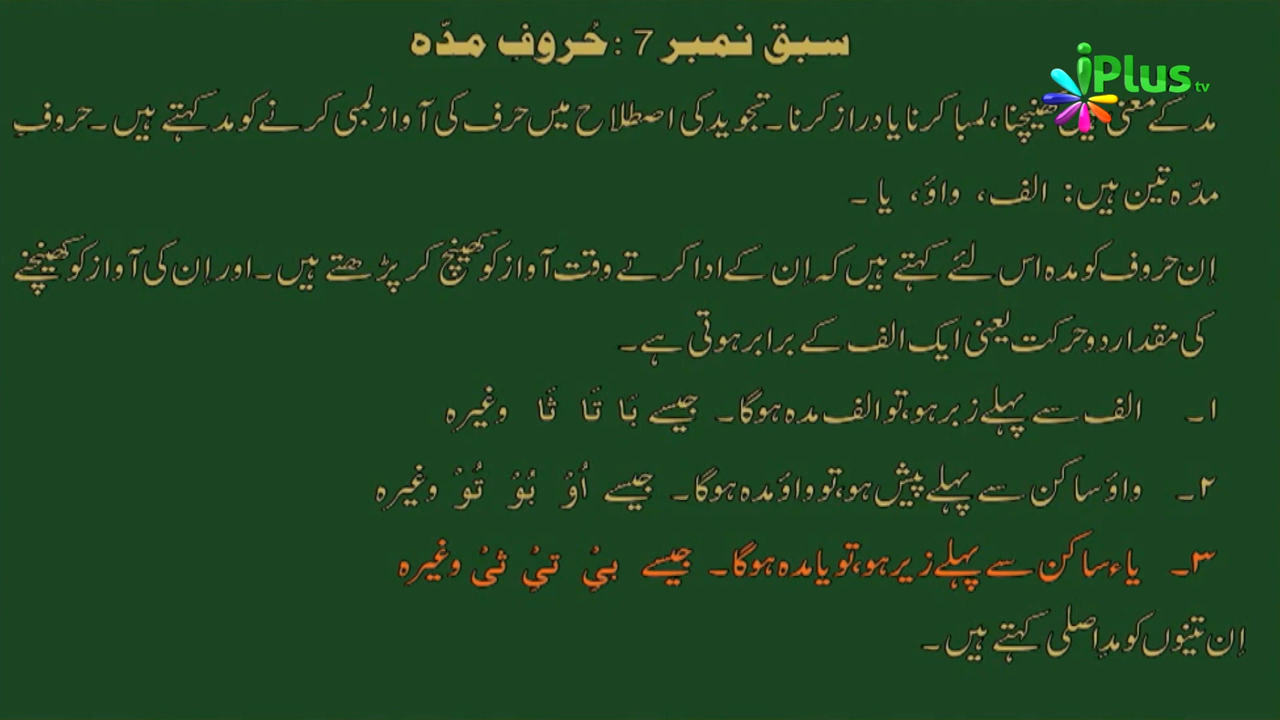 سبق نمبر 7 : حُروفِ مدّہ
iPlus tv
مد کے معنی ہیں کھینچنا، لمبا کرنا یا دراز کرنا۔ تجوید کی اصطلاح میں حرف کی آواز لمبی کرنے کو مد کہتے ہیں۔ حروفِ
مدّہ تین ہیں: الف، واؤ، یا ۔
اِن حروف کو مدہ اس لئے کہتے ہیں کہ اِن کے ادا کرتے وقت آواز کو کھینچ کر پڑھتے ہیں۔ اور اِن کی آواز کو کھینچنے
کی مقدار دو حرکت یعنی ایک الف کے برابر ہوتی ہے۔
۱۔ الف سے پہلے زبر ہو، تو الف مدہ ہوگا۔ جیسے بَا تَا ثَا وغیرہ
۲۔ واؤ ساکن سے پہلے پیش ہو، تو واؤ مدہ ہوگا۔ جیسے اُوْ بُوْ تُوْ وغیرہ
۳۔ یاء ساکن سے پہلے زیر ہو، تو یا مدہ ہوگا۔ جیسے بِیْ تِیْ ثِیْ وغیرہ
اِن تینوں کو مدِاصلی کہتے ہیں۔